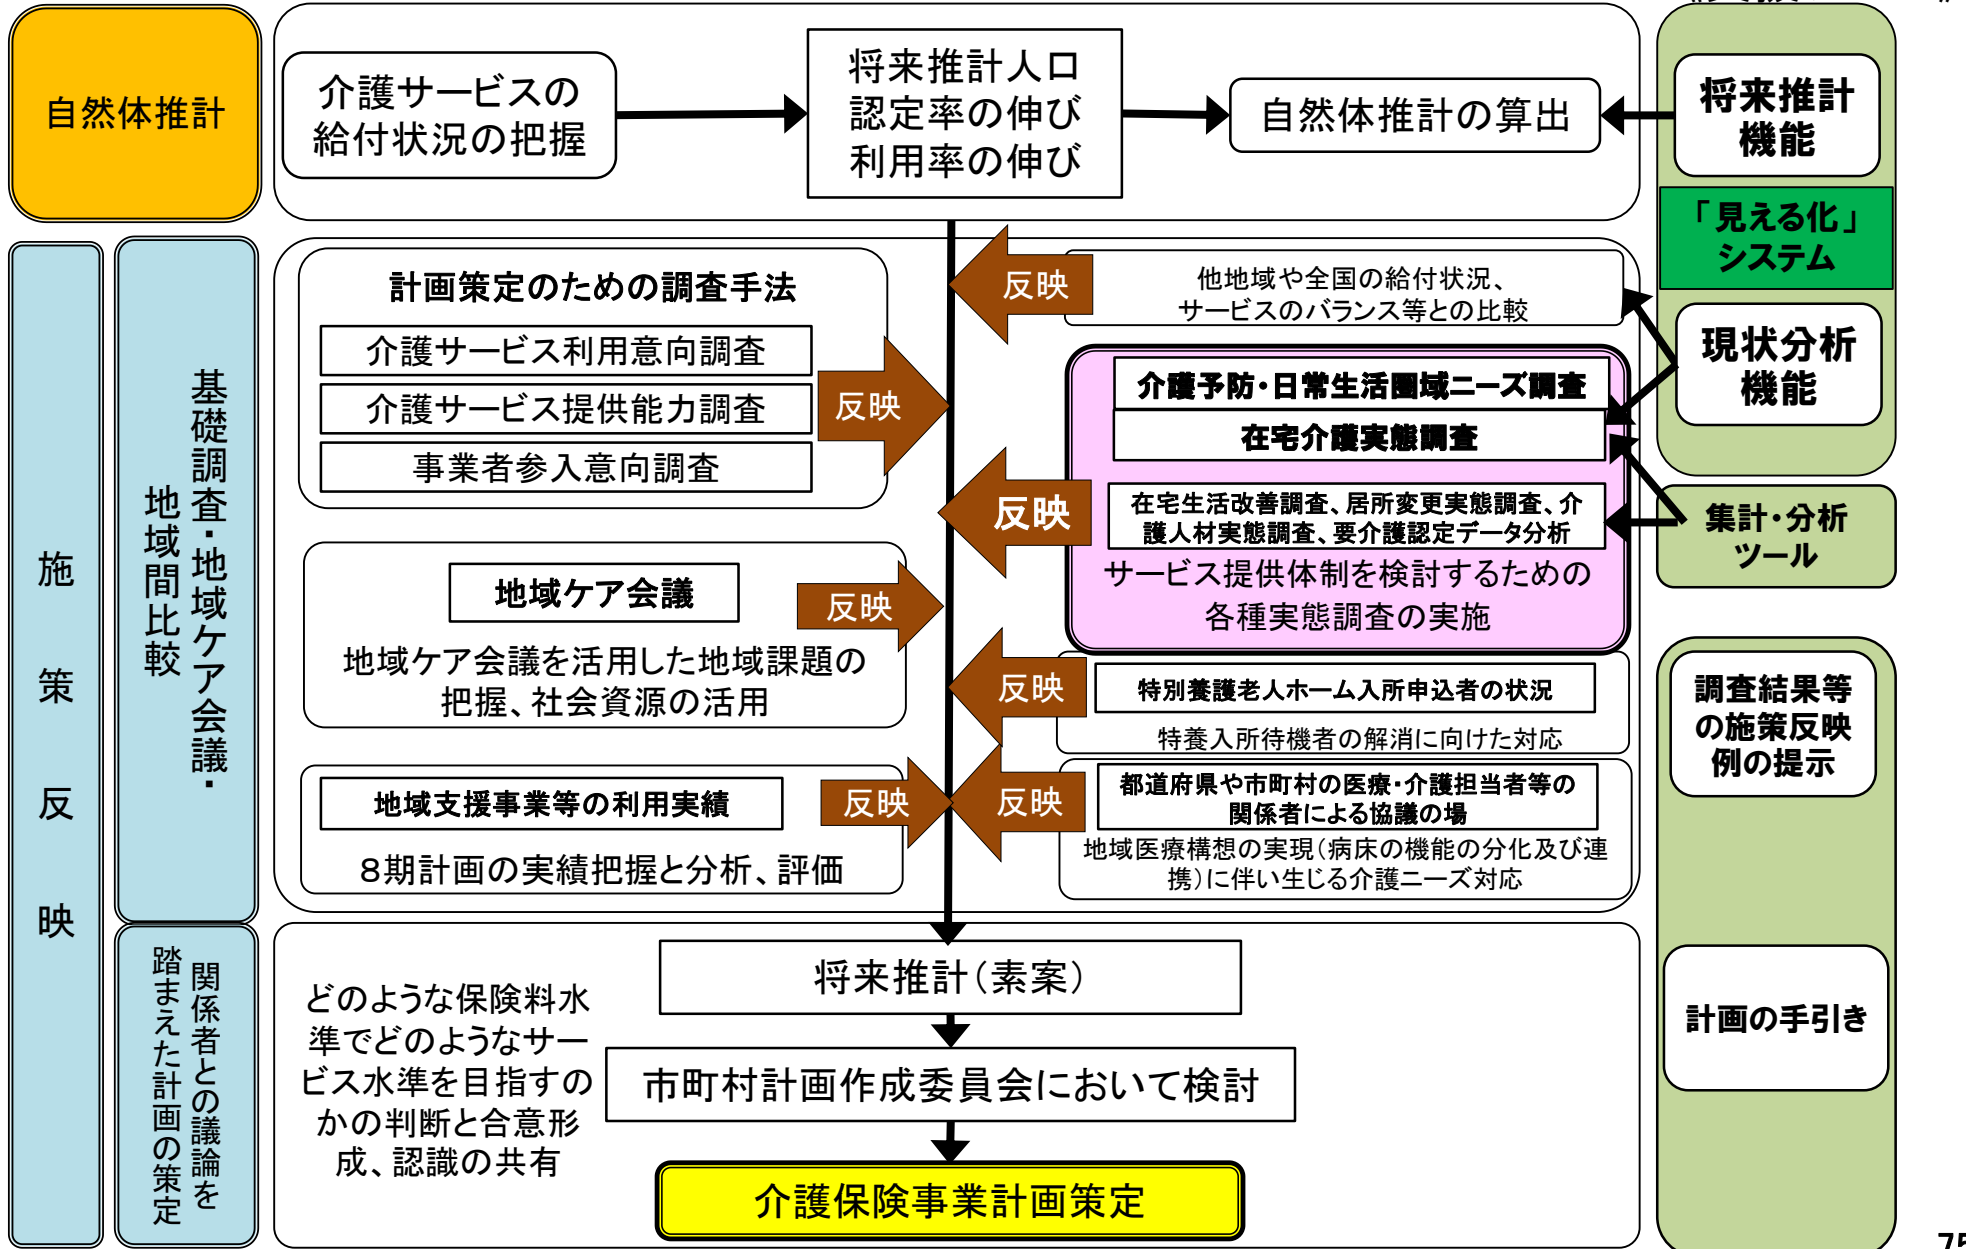 自然体推計
介護サービスの
給付状況の把握
将来推計人口
認定率の伸び
利用率の伸び
自然体推計の算出
将来推計
機能
「見える化」
システム
現状分析
機能
集計・分析
ツール
調査結果等
の施策反映
例の提示
計画の手引き
施策反映
基礎調査・地域ケア会議・
地域間比較
関係者との議論を
踏まえた計画の策定
計画策定のための調査手法
介護サービス利用意向調査
介護サービス提供能力調査
事業者参入意向調査
反映
反映
他地域や全国の給付状況、
サービスのバランス等との比較
介護予防・日常生活圏域ニーズ調査
在宅介護実態調査
反映
在宅生活改善調査、居所変更実態調査、介
護人材実態調査、要介護認定データ分析
サービス提供体制を検討するための
各種実態調査の実施
地域ケア会議
反映
地域ケア会議を活用した地域課題の
把握、社会資源の活用
反映
特別養護老人ホーム入所申込者の状況
特養入所待機者の解消に向けた対応
地域支援事業等の利用実績
反映
８期計画の実績把握と分析、評価
反映
都道府県や市町村の医療・介護担当者等の
関係者による協議の場
地域医療構想の実現（病床の機能の分化及び連
携）に伴い生じる介護ニーズ対応
どのような保険料水
準でどのようなサー
ビス水準を目指すの
かの判断と合意形
成、認識の共有
将来推計（素案）
市町村計画作成委員会において検討
介護保険事業計画策定
75